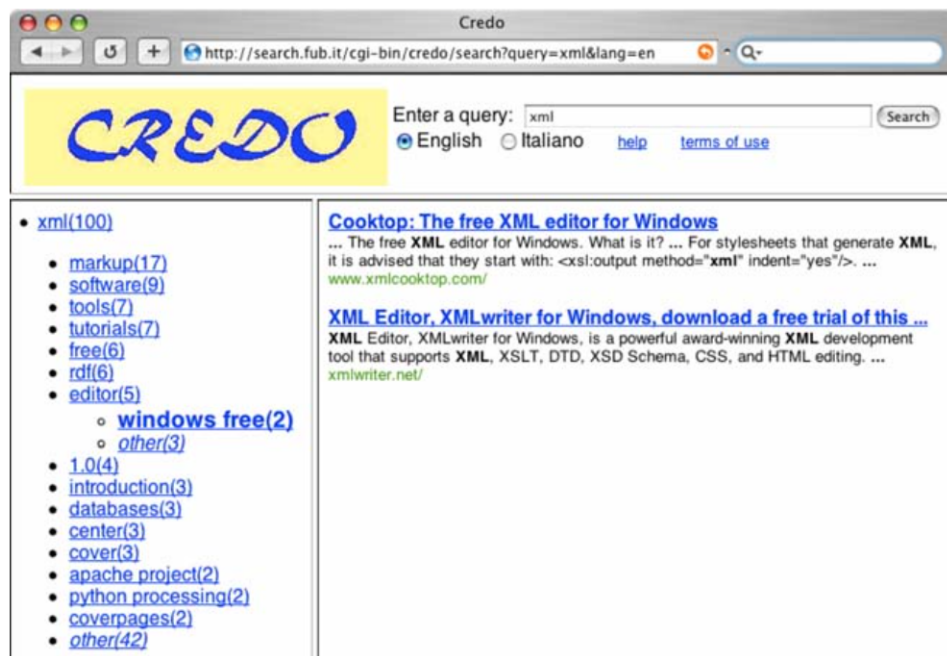 Credo
http://search.fub.it/cgi-bin/credo/search?query=xml&lang=en
CREDO
Enter a query: xml Search
English Italiano help terms of use
xml(100)
markup(17)
software(9)
tools(7)
tutorials(7)
free(6)
rdf(6)
editor(5)
windows free(2)
other(3)
1.0(4)
introduction(3)
databases(3)
center(3)
cover(3)
apache project(2)
python processing(2)
coverpages(2)
other(42)
Cooktop: The free XML editor for Windows
... The free XML editor for Windows. What is it? ... For stylesheets that generate XML,
it is advised that they start with: <xsl:output method="xml" indent="yes"/>. ...
www.xmlcooktop.com/
XML Editor, XMLwriter for Windows, download a free trial of this ...
XML Editor, XMLwriter for Windows, is a powerful award-winning XML development
tool that supports XML, XSLT, DTD, XSD Schema, CSS, and HTML editing. ...
xmlwriter.net/